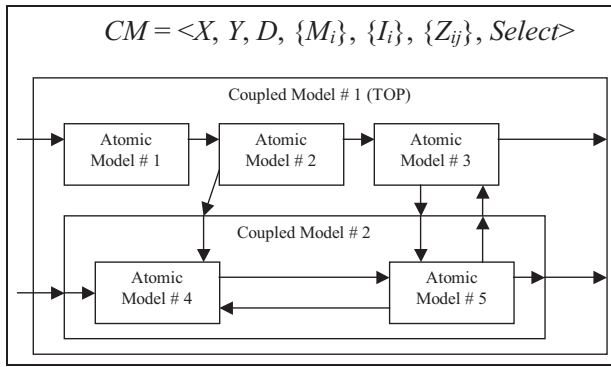 CM = <X, Y, D, {Mi}, {Ii}, {Zij}, Select>
Coupled Model # 1 (TOP)
Atomic
Model # 1
Atomic
Model # 2
Atomic
Model # 3
Coupled Model # 2
Atomic
Model # 4
Atomic
Model # 5